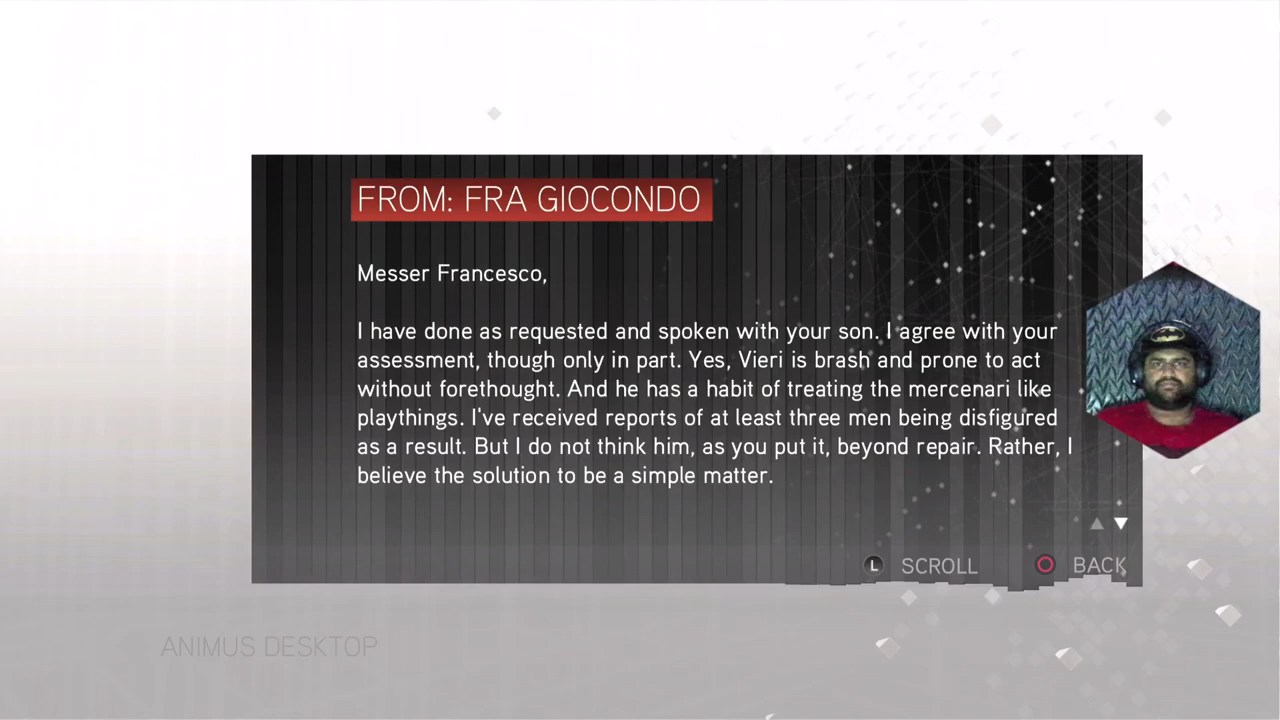 FROM: FRA GIOCONDO
Messer Francesco,
I have done as requested and spoken with your son. I agree with your
assessment, though only in part. Yes, Vieri is brash and prone to act
without forethought. And he has a habit of treating the mercenari like
playthings. I've received reports of at least three men being disfigured
as a result. But I do not think him, as you put it, beyond repair. Rather, I
believe the solution to be a simple matter.
L SCROLL BACK
ANIMUS DESKTOP